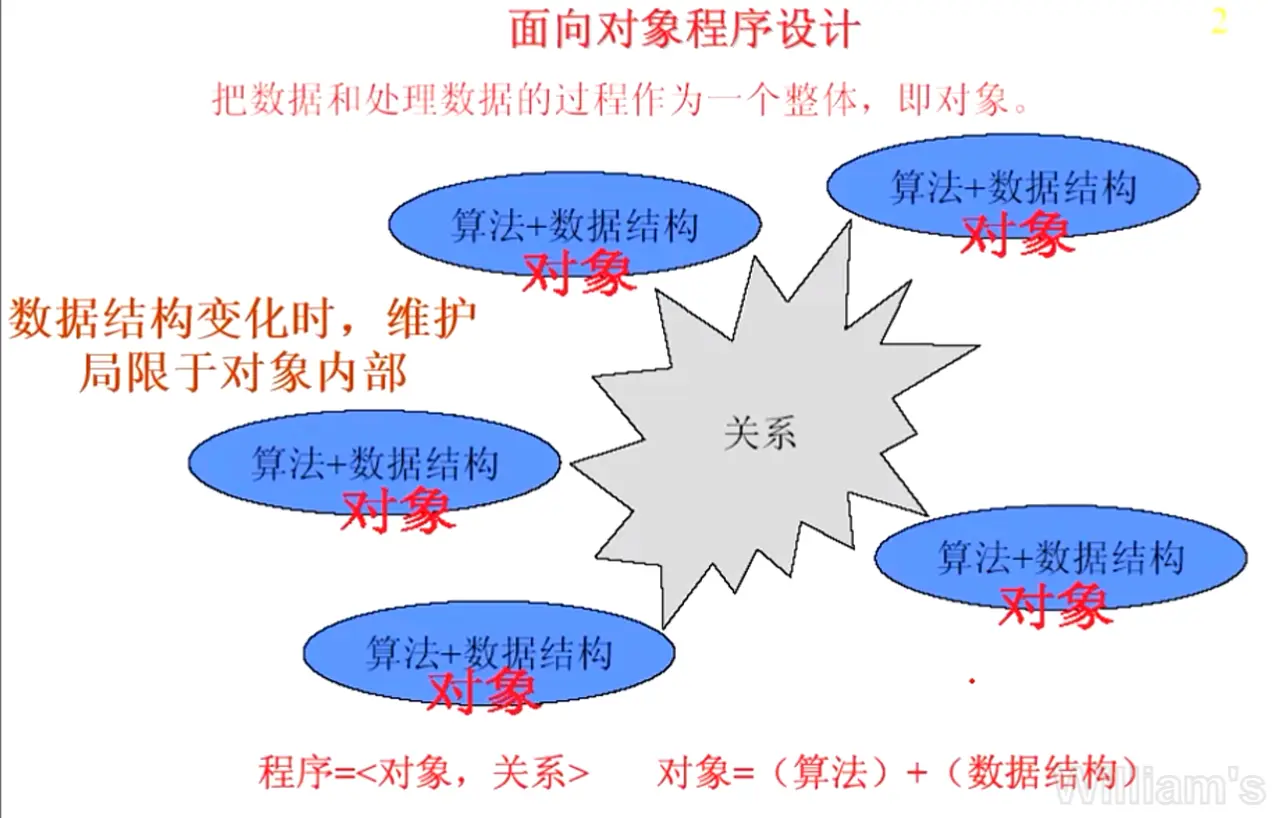 面向对象程序设计
2
把数据和处理数据的过程作为一个整体，即对象。
算法+数据结构
对象
算法+数据结构
对象
数据结构变化时，维护
局限于对象内部
关系
算法+数据结构
对象
算法+数据结构
对象
算法+数据结构
对象
程序=<对象，关系>
对象=（算法）+（数据结构）
William's